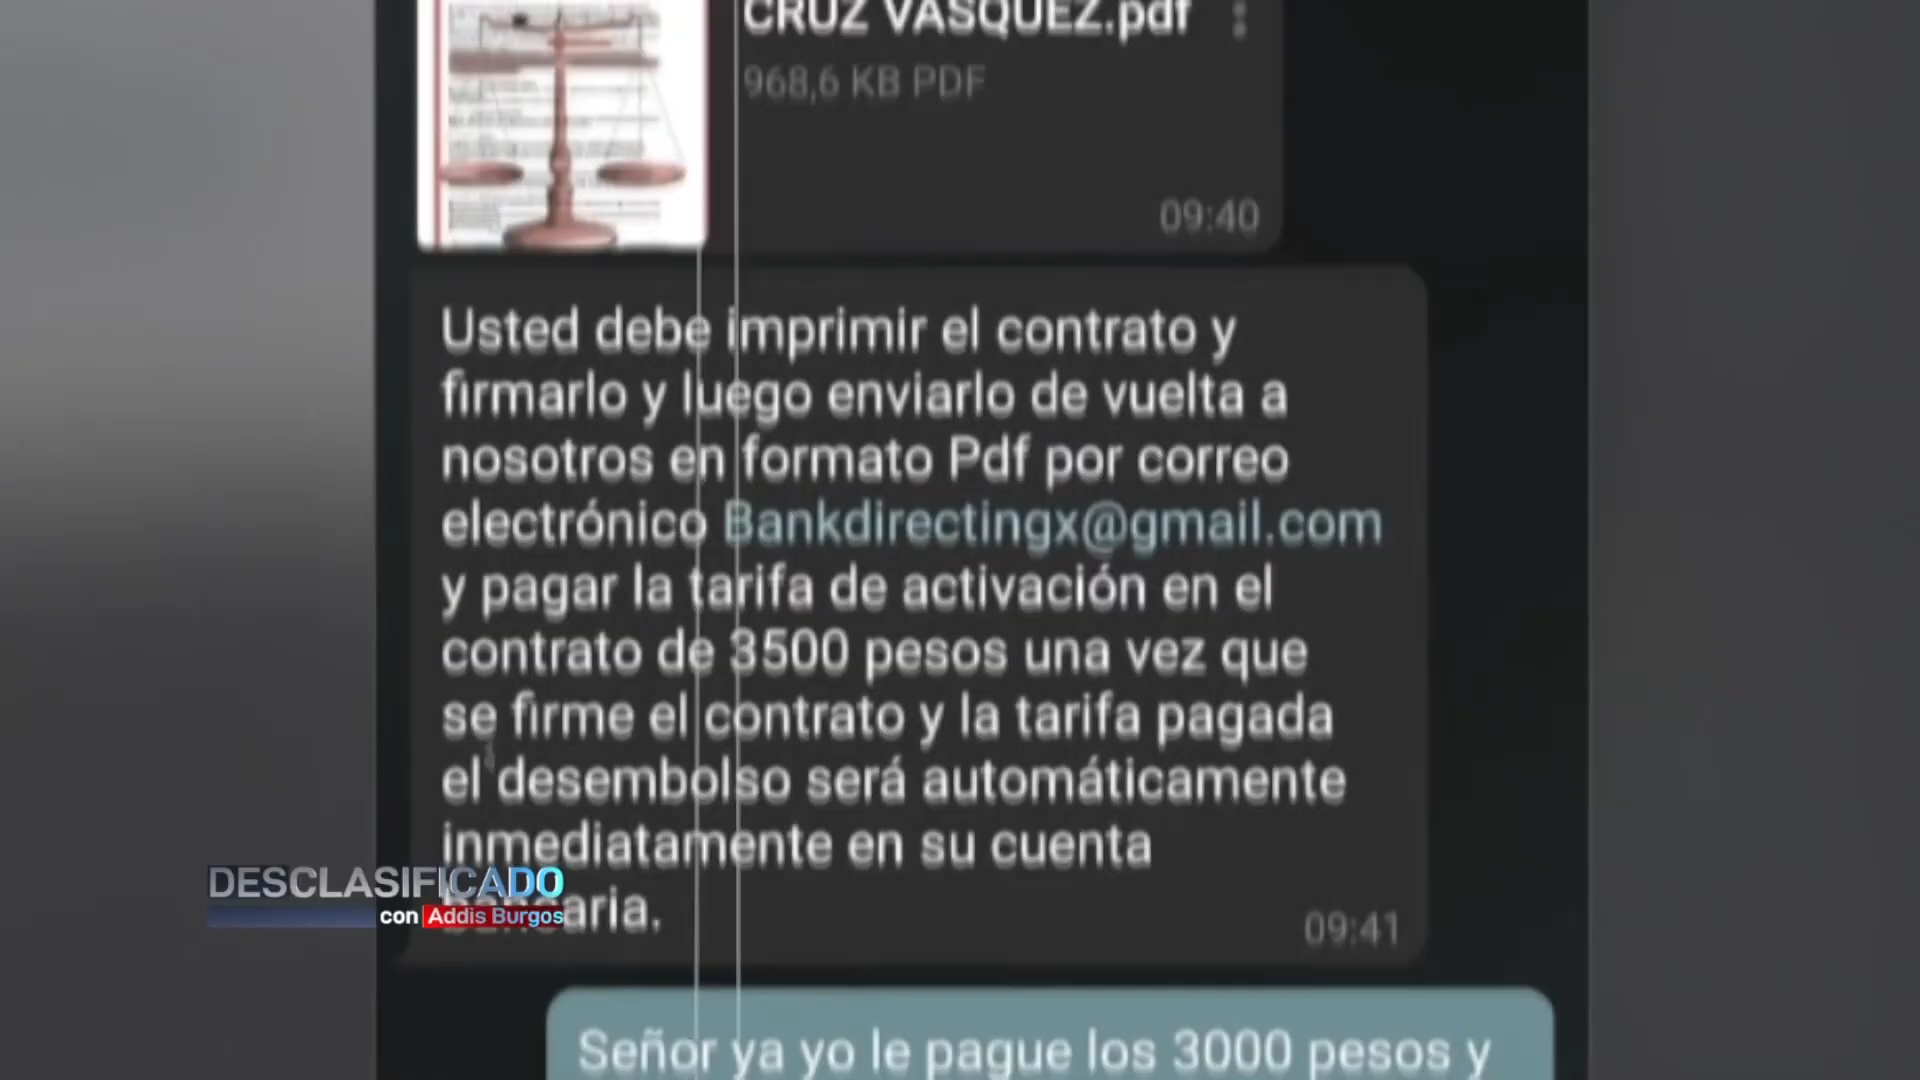 CRUZ VASQUEZ.pdf
968,6 KB PDF
09:40
Usted debe imprimir el contrato y
firmarlo y luego enviarlo de vuelta a
nosotros en formato Pdf por correo
electrónico Bankdirectingx@gmail.com
y pagar la tarifa de activación en el
contrato de 3500 pesos una vez que
se firme el contrato y la tarifa pagada
el desembolso será automáticamente
inmediatamente en su cuenta
bancaria.
09:41
DESCLASIFICADO
con Addis Burgos
Señor ya yo le pague los 3000 pesos y